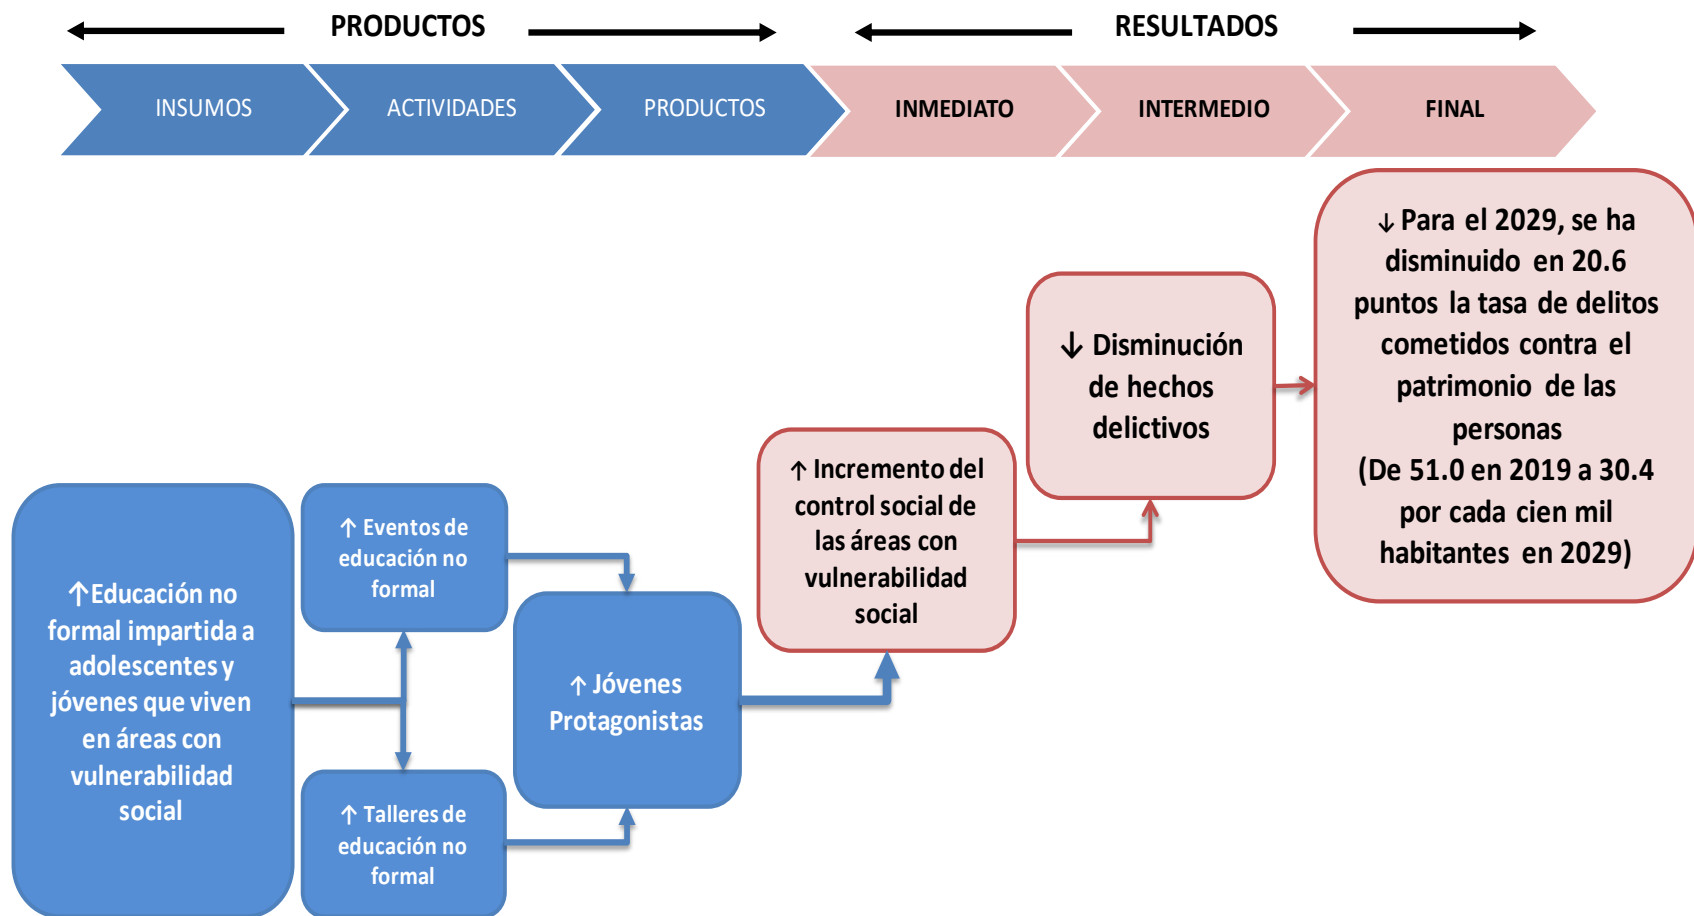 PRODUCTOS
RESULTADOS
INSUMOS
ACTIVIDADES
PRODUCTOS
INMEDIATO
INTERMEDIO
FINAL
↑Educación no
formal impartida a
adolescentes y
jóvenes que viven
en áreas con
vulnerabilidad
social
↑ Eventos de
educación no
formal
↑ Talleres de
educación no
formal
↑ Jóvenes
Protagonistas
↑ Incremento del
control social de
las áreas con
vulnerabilidad
social
↓ Disminución
de hechos
delictivos
↓ Para el 2029, se ha
disminuido en 20.6
puntos la tasa de delitos
cometidos contra el
patrimonio de las
personas
(De 51.0 en 2019 a 30.4
por cada cien mil
habitantes en 2029)